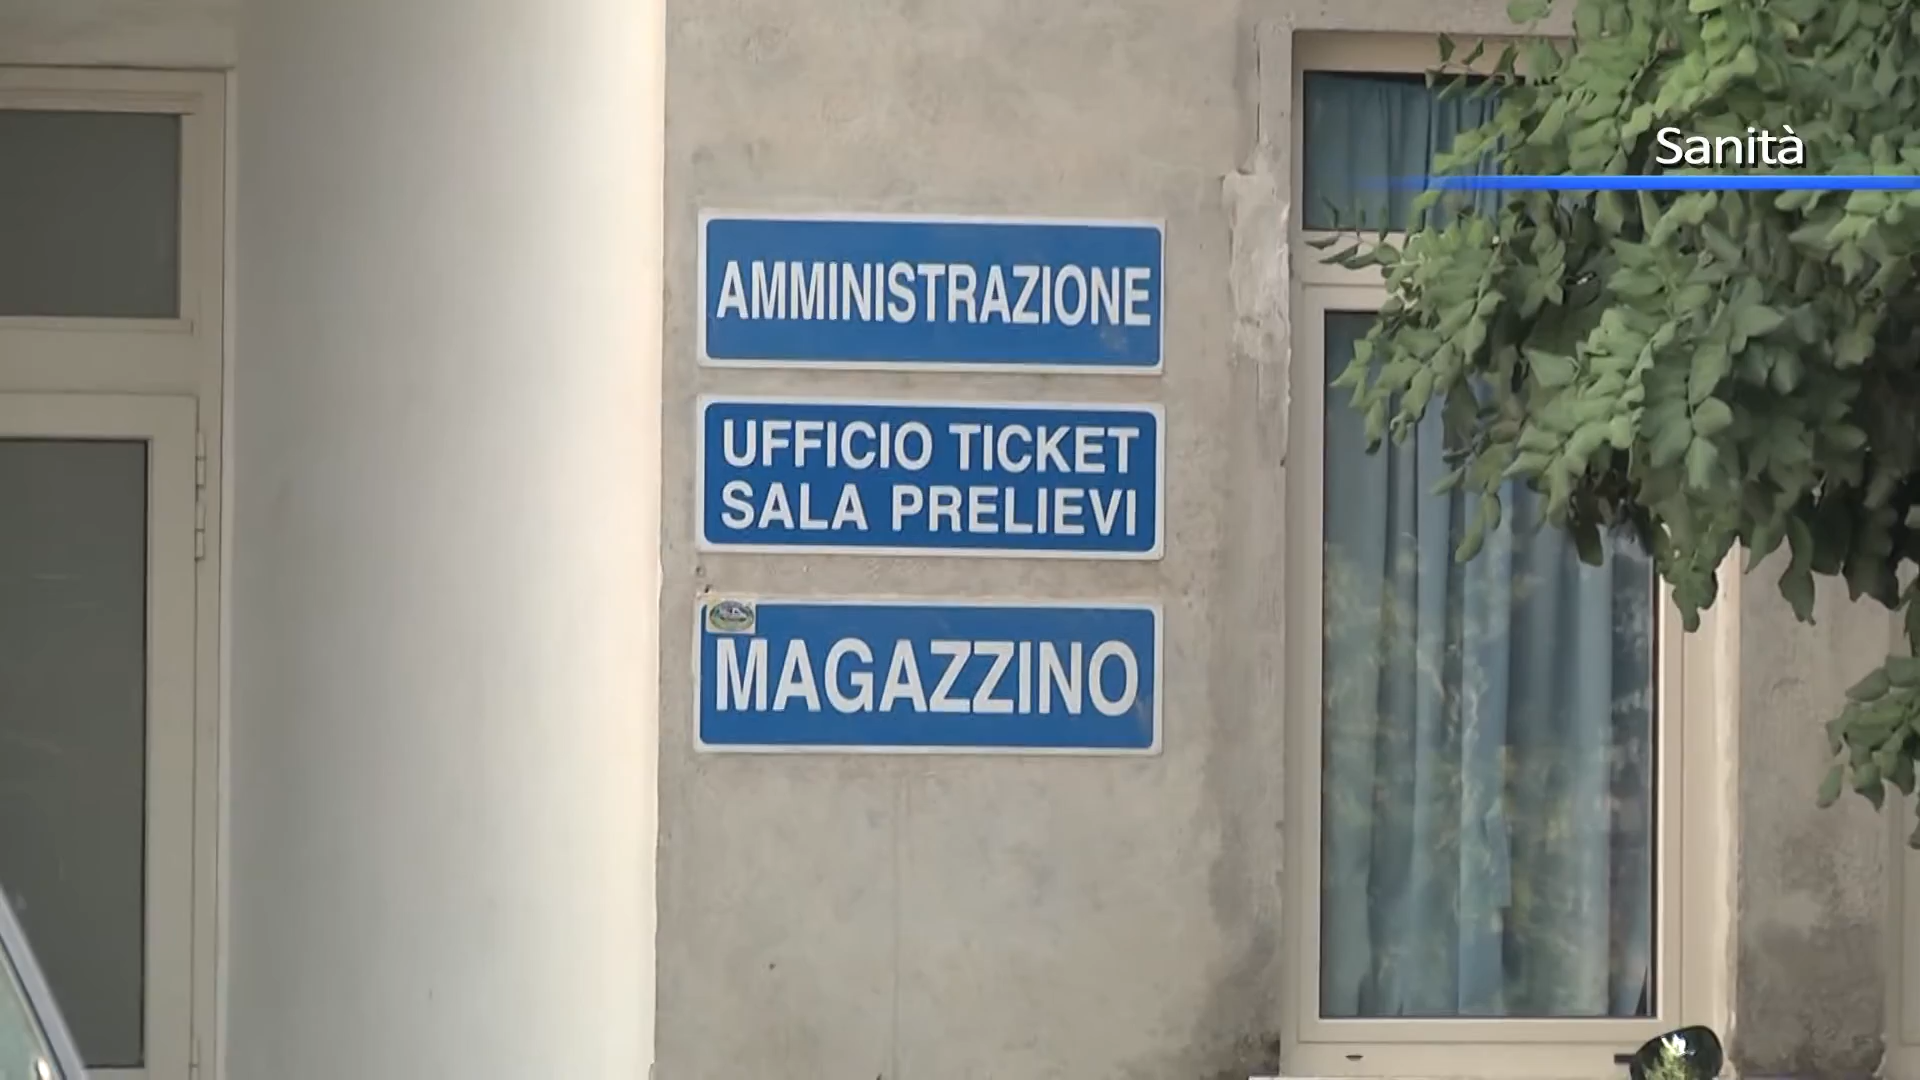 Sanità
AMMINISTRAZIONE
UFFICIO TICKET
SALA PRELIEVI
MAGAZZINO